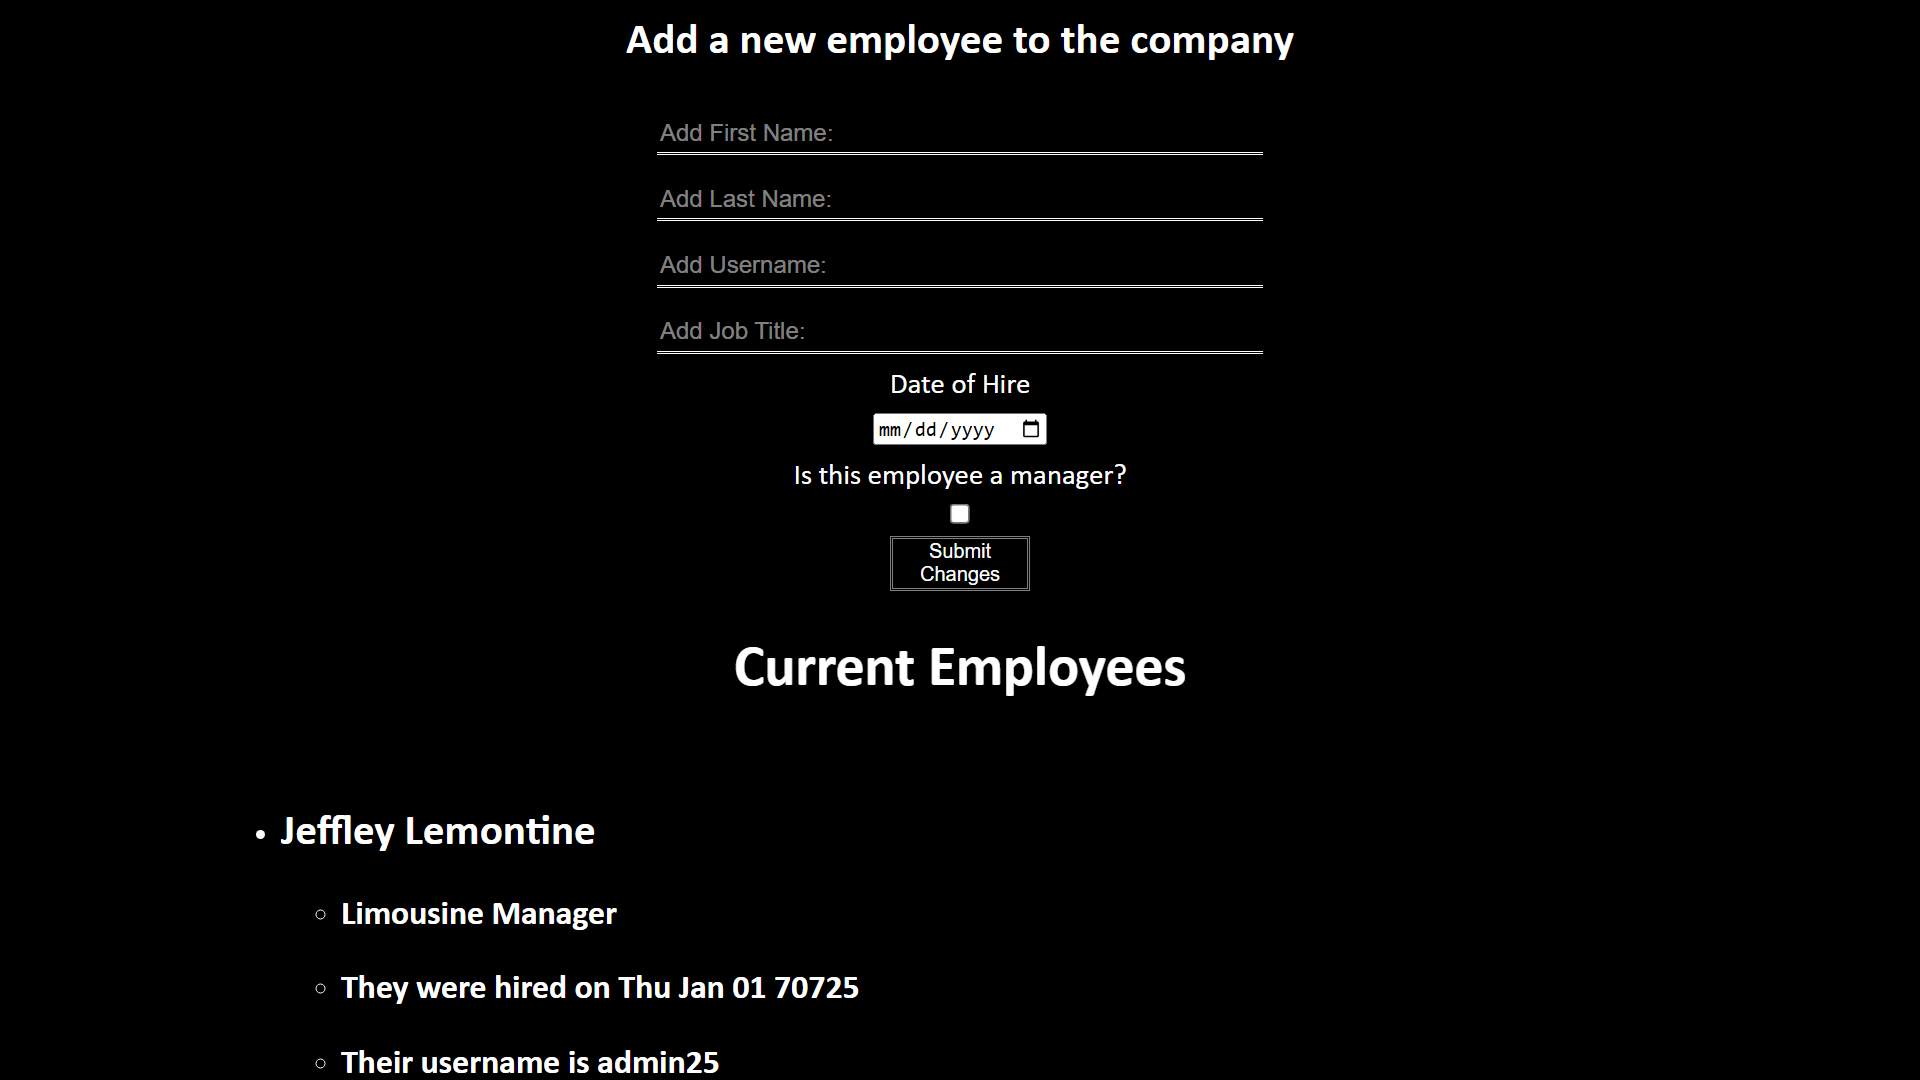 Add a new employee to the company
Add First Name:
Add Last Name:
Add Username:
Add Job Title:
Date of Hire
mm/dd/yyyy
Is this employee a manager?
Submit
Changes
Current Employees
Jeffley Lemontine
Limousine Manager
They were hired on Thu Jan 01 70725
Their username is admin25